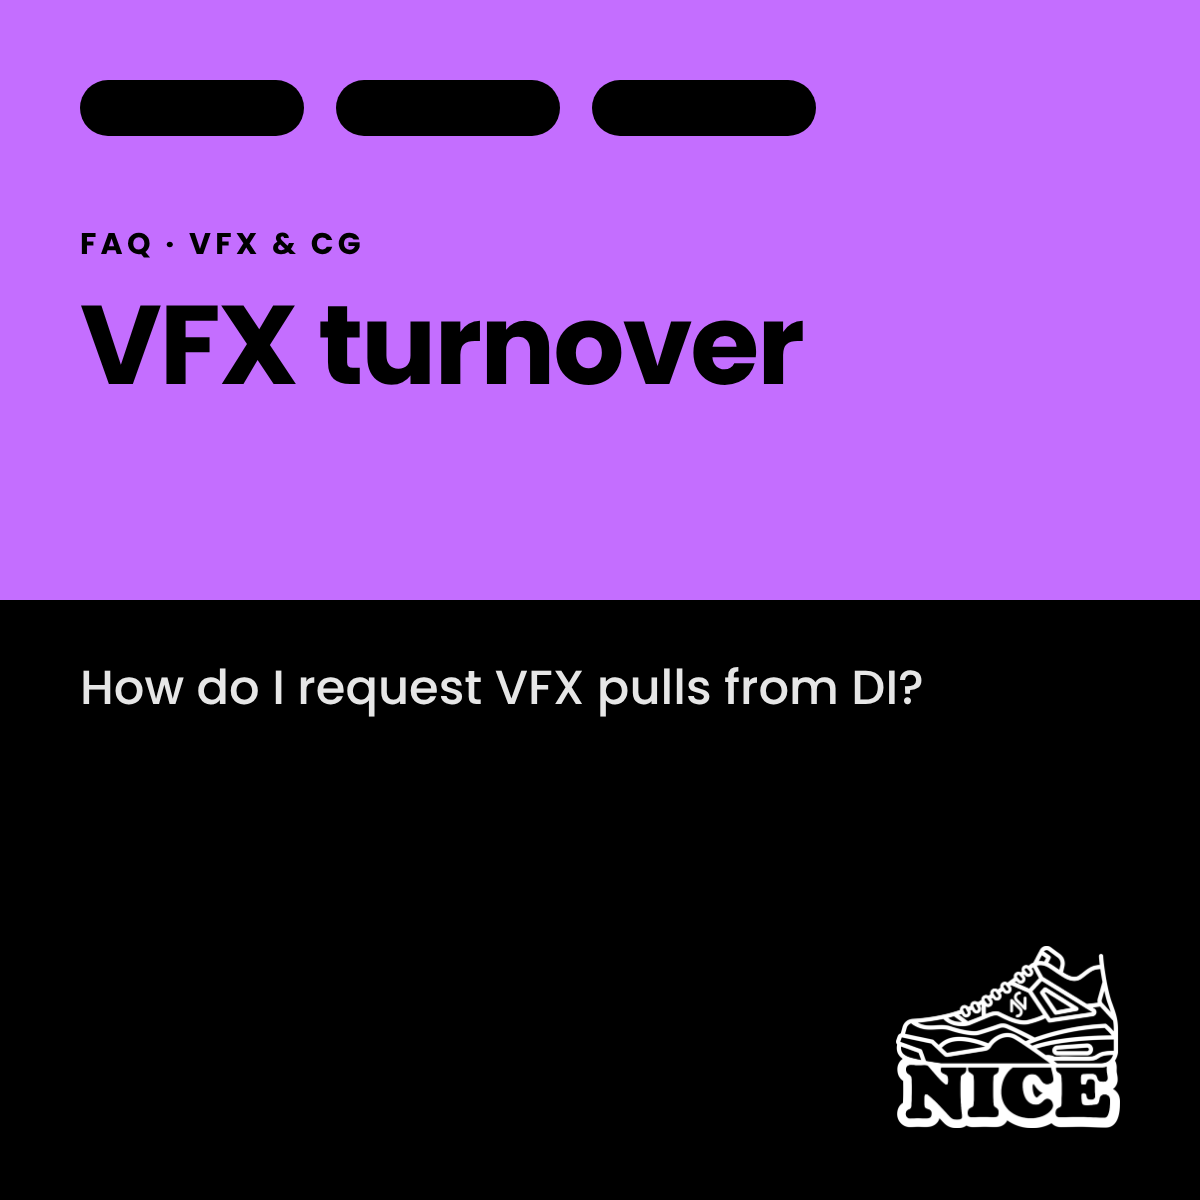 FAQ · VFX & CG
VFX turnover
How do I request VFX pulls from DI?
NICE